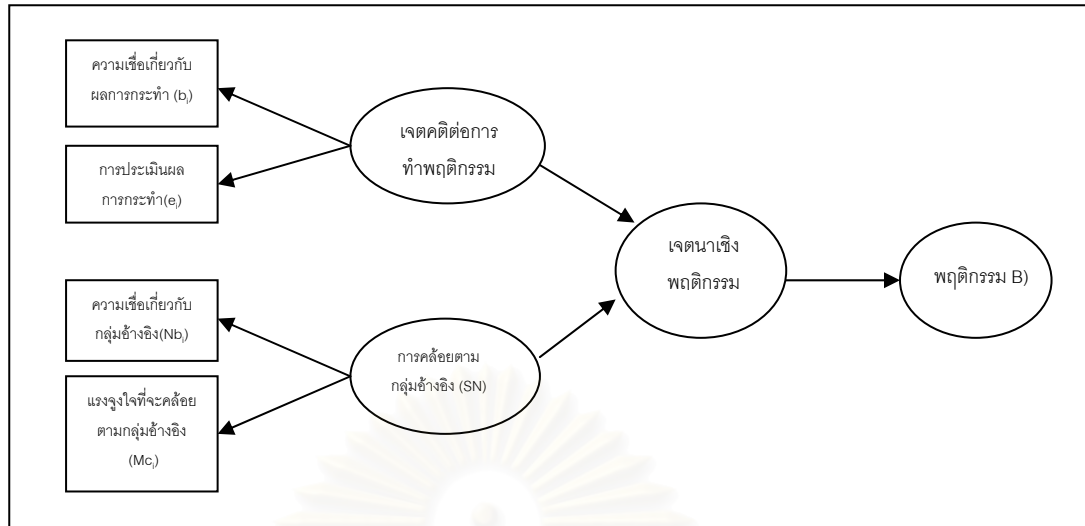 ความเชื่อเกี่ยวกับ
ผลการกระทำ (bᵢ)
การประเมินผล
การกระทำ(eᵢ)
เจตคติต่อการ
ทำพฤติกรรม
ความเชื่อเกี่ยวกับ
กลุ่มอ้างอิง(Nbᵢ)
แรงจูงใจที่จะคล้อย
ตามกลุ่มอ้างอิง
(Mcᵢ)
การคล้อยตาม
กลุ่มอ้างอิง (SN)
เจตนาเชิง
พฤติกรรม
พฤติกรรม B)